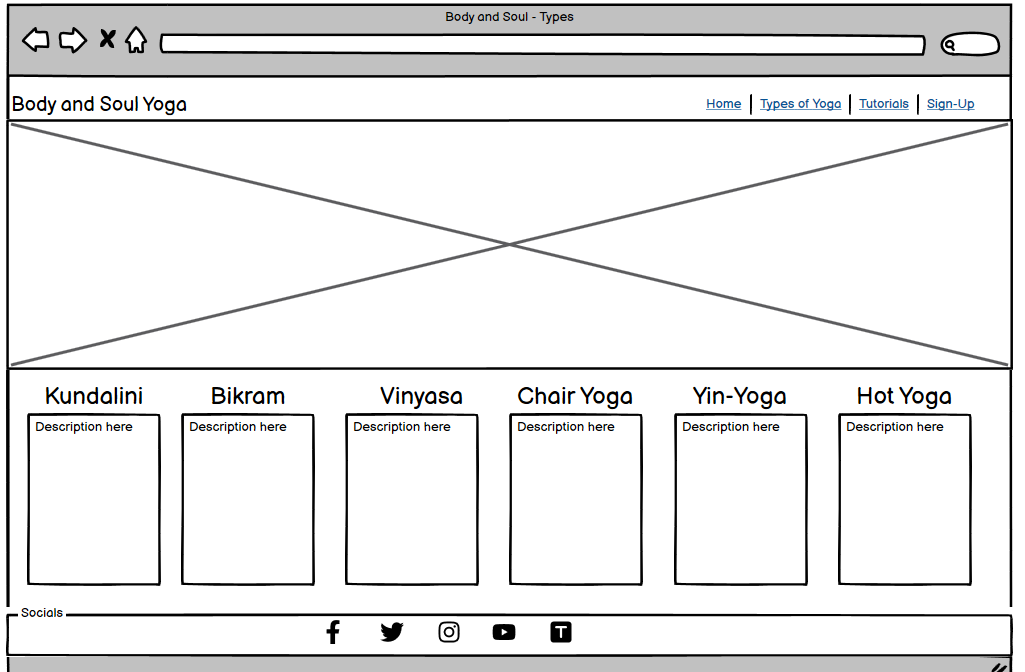 Body and Soul - Types
Body and Soul Yoga
Home | Types of Yoga | Tutorials | Sign-Up
Kundalini Bikram Vinyasa Chair Yoga Yin-Yoga Hot Yoga
Description here Description here Description here Description here Description here Description here
Socials